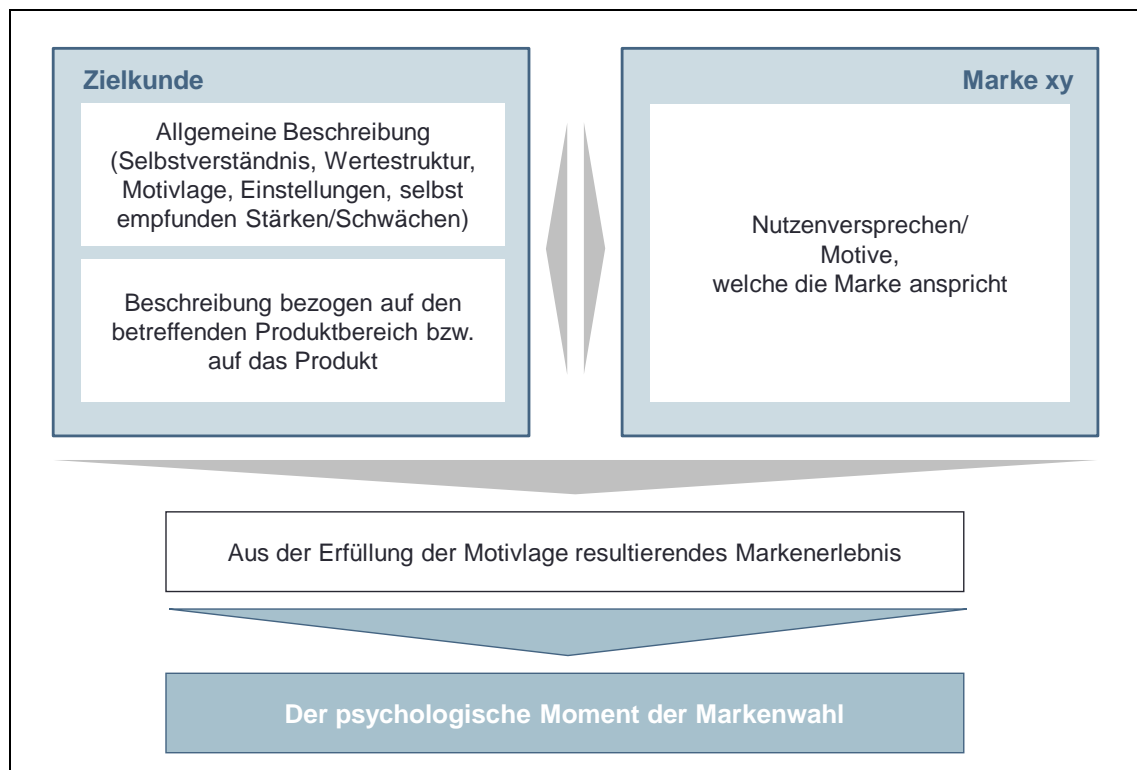 Zielkunde
Allgemeine Beschreibung
(Selbstverständnis, Wertestruktur,
Motivlage, Einstellungen, selbst
empfunden Stärken/Schwächen)
Beschreibung bezogen auf den
betreffenden Produktbereich bzw.
auf das Produkt
Marke xy
Nutzenversprechen/
Motive,
welche die Marke anspricht
Aus der Erfüllung der Motivlage resultierendes Markenerlebnis
Der psychologische Moment der Markenwahl